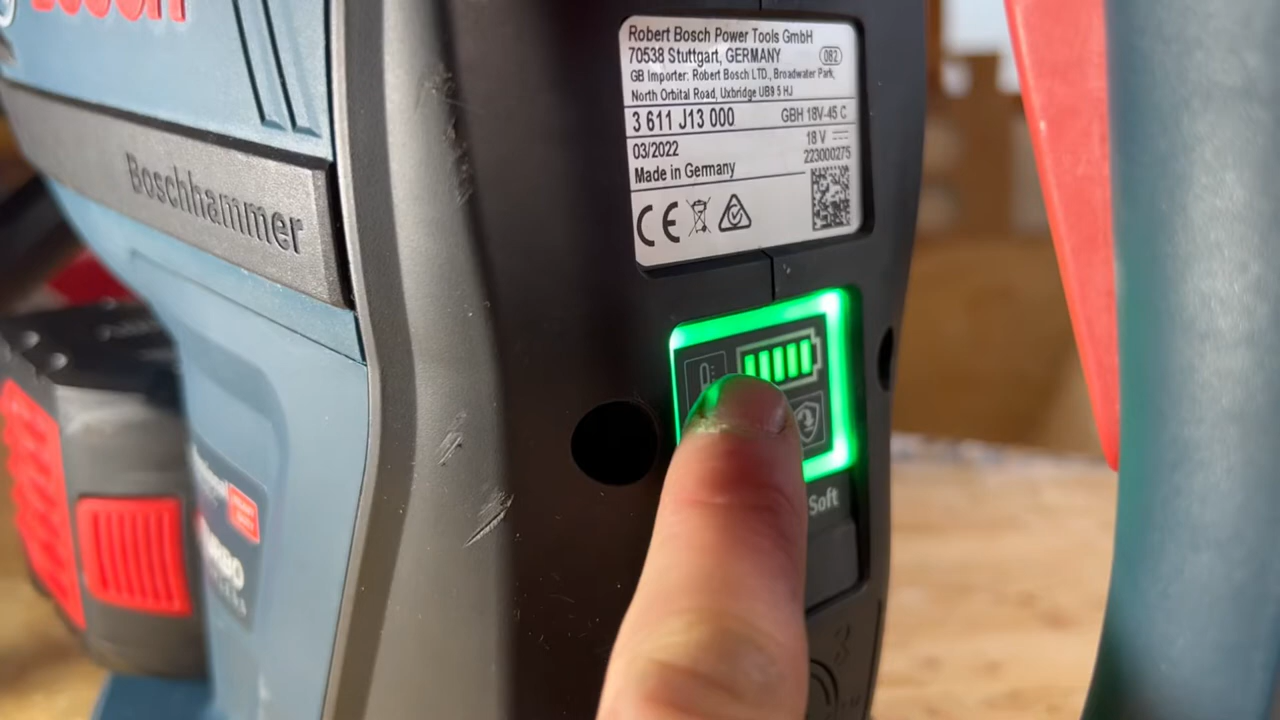 BOSCH
Boschhammer
Robert Bosch Power Tools GmbH
70538 Stuttgart, GERMANY 082
GB Importer: Robert Bosch LTD., Broadwater Park,
North Orbital Road, Uxbridge UB9 5 HJ
3 611 J13 000 GBH 18V-45 C
03/2022 18 V
223000275
Made in Germany
CE
Soft